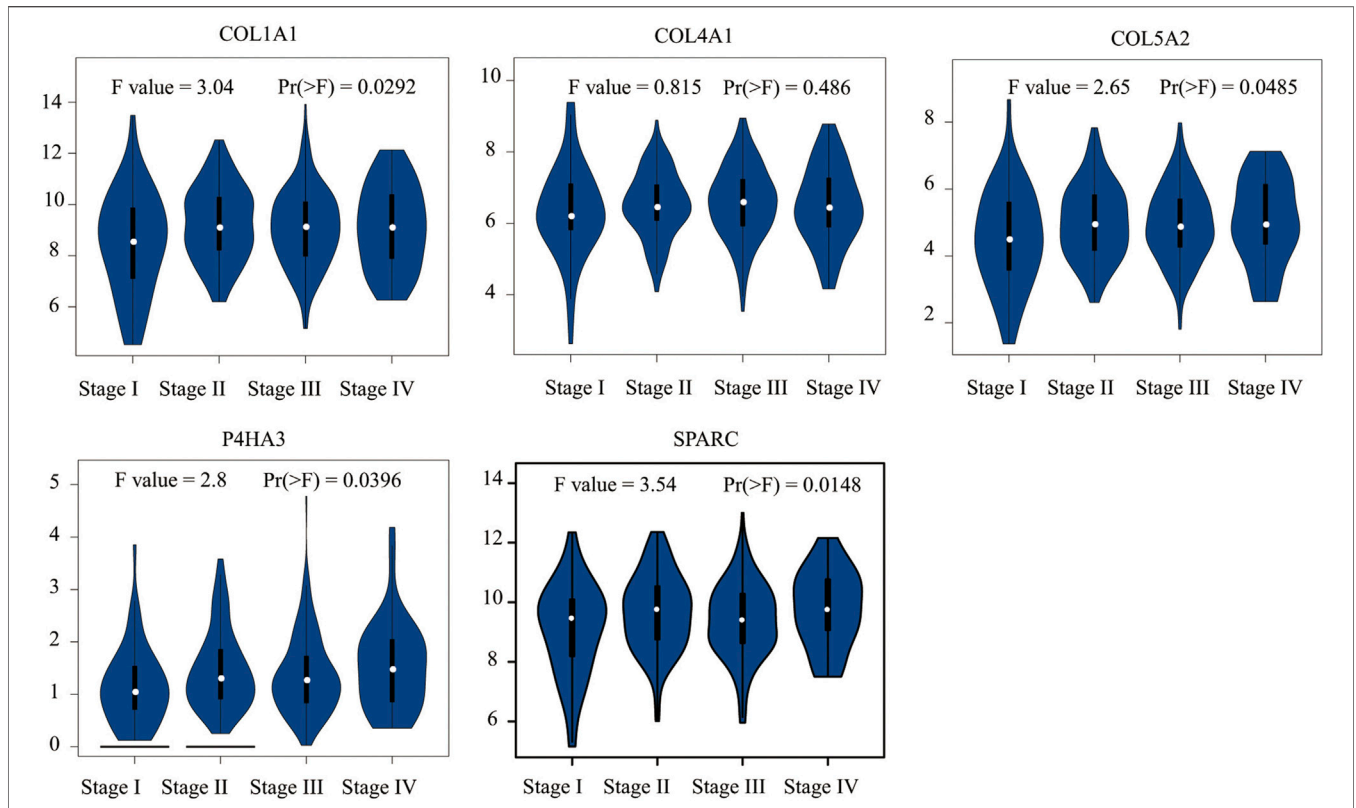 COL1A1
F value = 3.04 Pr(>F) = 0.0292
14
12
10
8
6
Stage I Stage II Stage III Stage IV
COL4A1
F value = 0.815 Pr(>F) = 0.486
10
8
6
4
Stage I Stage II Stage III Stage IV
COL5A2
F value = 2.65 Pr(>F) = 0.0485
8
6
4
2
Stage I Stage II Stage III Stage IV
P4HA3
F value = 2.8 Pr(>F) = 0.0396
5
4
3
2
1
0
Stage I Stage II Stage III Stage IV
SPARC
F value = 3.54 Pr(>F) = 0.0148
14
12
10
8
6
Stage I Stage II Stage III Stage IV